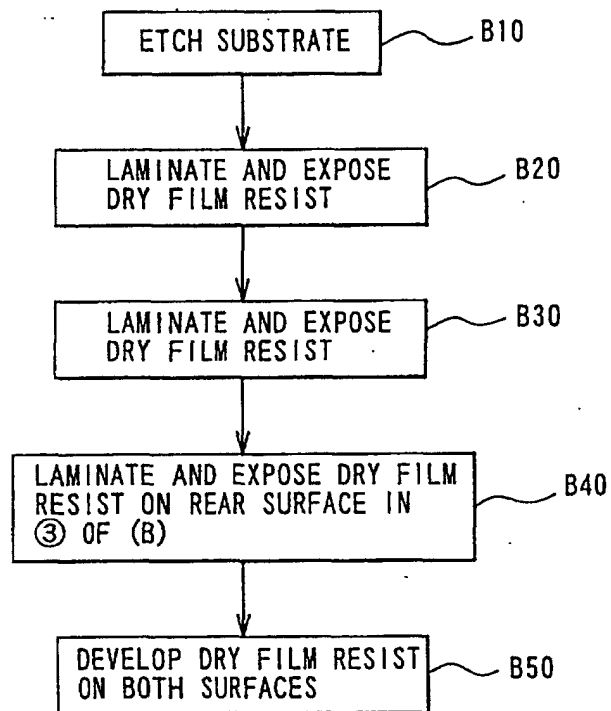 ETCH SUBSTRATE
B10
LAMINATE AND EXPOSE
DRY FILM RESIST
B20
LAMINATE AND EXPOSE
DRY FILM RESIST
B30
LAMINATE AND EXPOSE DRY FILM
RESIST ON REAR SURFACE IN
③ OF (B)
B40
DEVELOP DRY FILM RESIST
ON BOTH SURFACES
B50